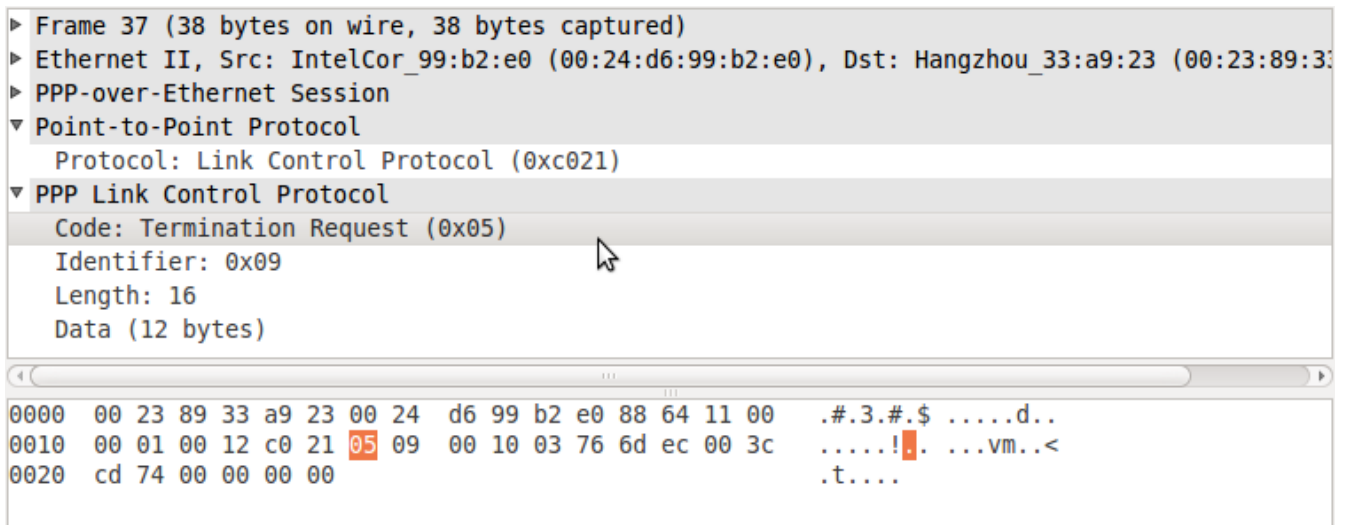 Frame 37 (38 bytes on wire, 38 bytes captured)
Ethernet II, Src: IntelCor_99:b2:e0 (00:24:d6:99:b2:e0), Dst: Hangzhou_33:a9:23 (00:23:89:33
PPP-over-Ethernet Session
Point-to-Point Protocol
Protocol: Link Control Protocol (0xc021)
PPP Link Control Protocol
Code: Termination Request (0x05)
Identifier: 0x09
Length: 16
Data (12 bytes)
0000 00 23 89 33 a9 23 00 24 d6 99 b2 e0 88 64 11 00 .#.3.#.$ .....d..
0010 00 01 00 12 c0 21 05 09 00 10 03 76 6d ec 00 3c .....!.. ...vm..<
0020 cd 74 00 00 00 00 .t....